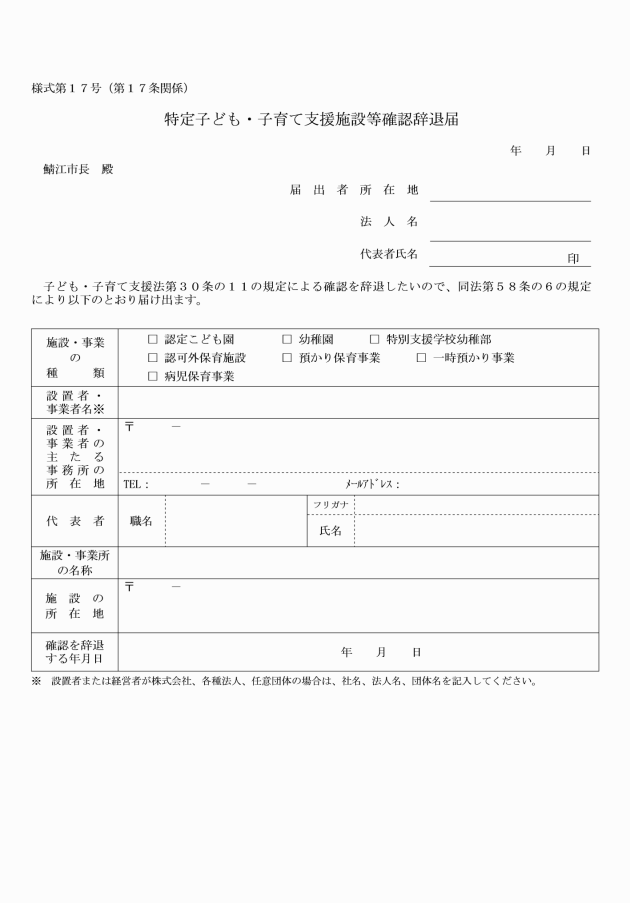 様式第１７号（第１７条関係）
特定子ども・子育て支援施設等確認辞退届
年　　月　　日
鯖江市長　殿
届出者所在地
法人名
代表者氏名
印
子ども・子育て支援法第３０条の１１の規定による確認を辞退したいので、同法第５８条の６の規定
により以下のとおり届け出ます。
施設・事業
の
種　　類
□ 認定こども園　　□ 幼稚園　　□ 特別支援学校幼稚部
□ 認可外保育施設　　□ 預かり保育事業　　□ 一時預かり事業
□ 病児保育事業
設置者・
事業者名※
設置者・
事業者の
主たる
事務所の
所在地
〒　　－
TEL：　　－　　－　　ﾒｰﾙｱﾄﾞﾚｽ：
代表者
職名
フリガナ
氏名
施設・事業所
の名称
施設の
所在地
〒　　－
確認を辞退
する年月日
年　　月　　日
※　設置者または経営者が株式会社、各種法人、任意団体の場合は、社名、法人名、団体名を記入してください。